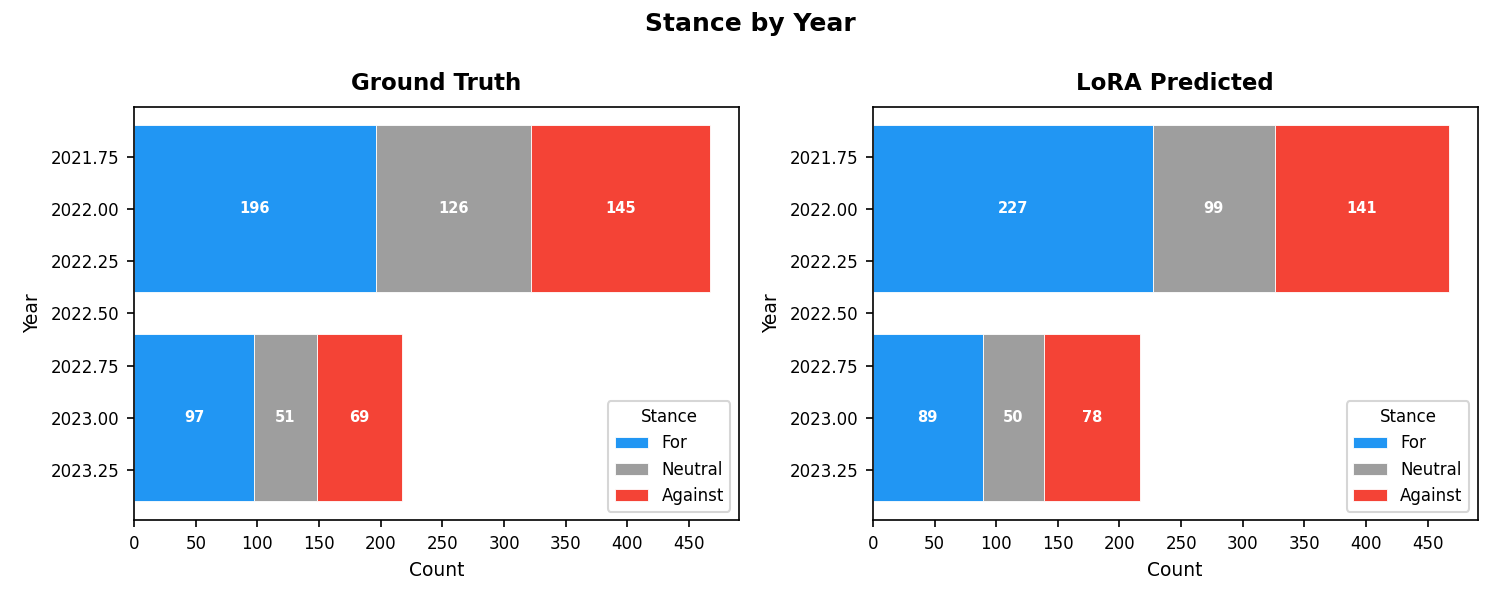 Stance by Year
Ground Truth
Year
2021.75
2022.00
2022.25
2022.50
2022.75
2023.00
2023.25
196 126 145
97 51 69
Stance
For
Neutral
Against
0 50 100 150 200 250 300 350 400 450
Count
LoRA Predicted
Year
2021.75
2022.00
2022.25
2022.50
2022.75
2023.00
2023.25
227 99 141
89 50 78
Stance
For
Neutral
Against
0 50 100 150 200 250 300 350 400 450
Count